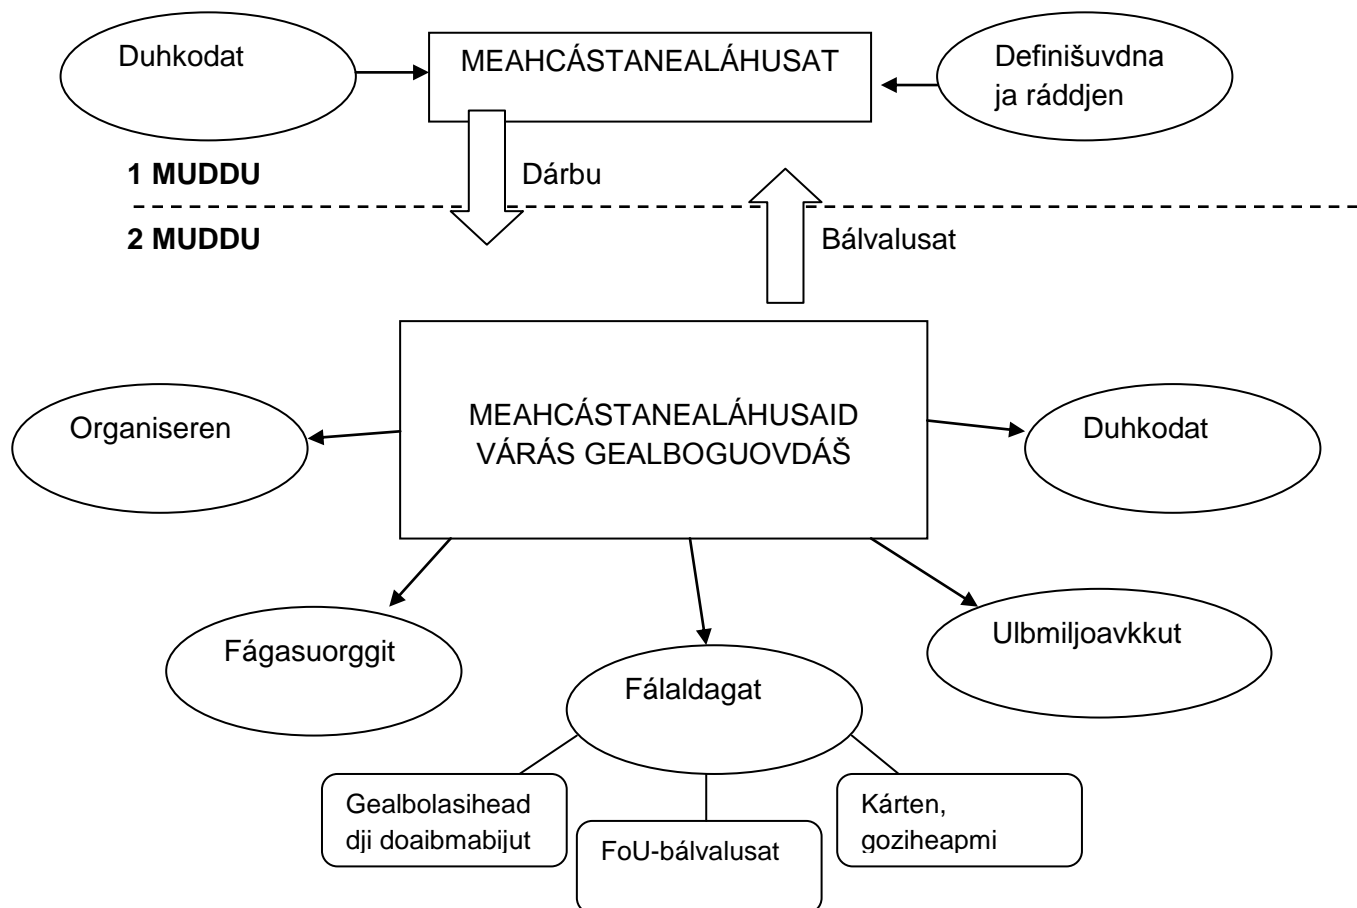 Duhkodat
MEAHCÁSTANEALÁHUSAT
Definišuvdna
ja ráddjen
1 MUDDU
Dárbu
2 MUDDU
Bálvalusat
Organiseren
MEAHCÁSTANEALÁHUSAID
VÁRÁS GEALBOGUOVDÁŠ
Duhkodat
Fágasuorggit
Fálaldagat
Ulbmiljoavkkut
Gealbolasihead
dji doaibmabijut
FoU-bálvalusat
Kárten,
goziheapmi